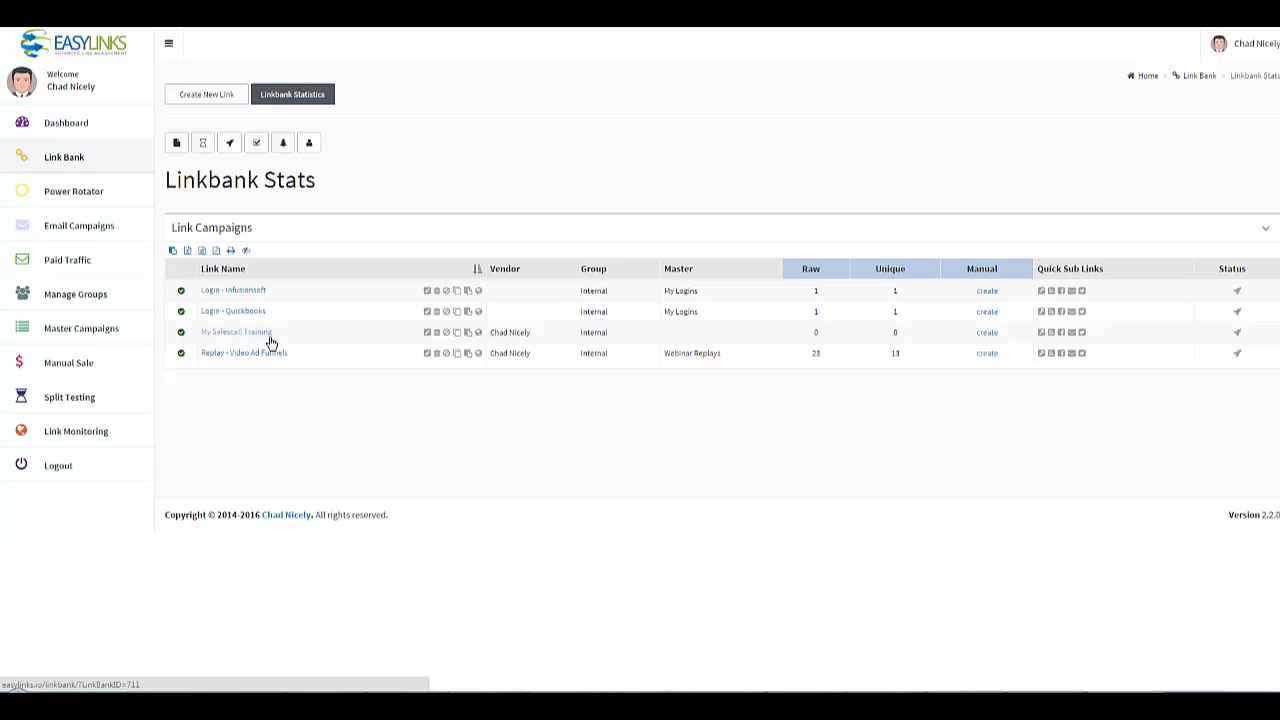 EASYLINKS
ADVANCED LINK MANAGEMENT
Chad Nicely
Welcome
Chad Nicely
Home Link Bank Linkbank Stats
Create New Link Linkbank Statistics
Dashboard
Link Bank
Power Rotator
Email Campaigns
Paid Traffic
Manage Groups
Master Campaigns
Manual Sale
Split Testing
Link Monitoring
Logout
Linkbank Stats
Link Campaigns
Link Name Vendor Group Master Raw Unique Manual Quick Sub Links Status
Login - Infusionsoft Internal My Logins 1 1 create
Login - Quickbooks Internal My Logins 1 1 create
My Salescall Training Chad Nicely Internal 0 0 create
Replay - Video Ad Funnels Chad Nicely Internal Webinar Replays 23 13 create
Copyright © 2014-2016 Chad Nicely. All rights reserved. Version 2.2.0
easylinks.io/linkbank/?LinkBankID=711